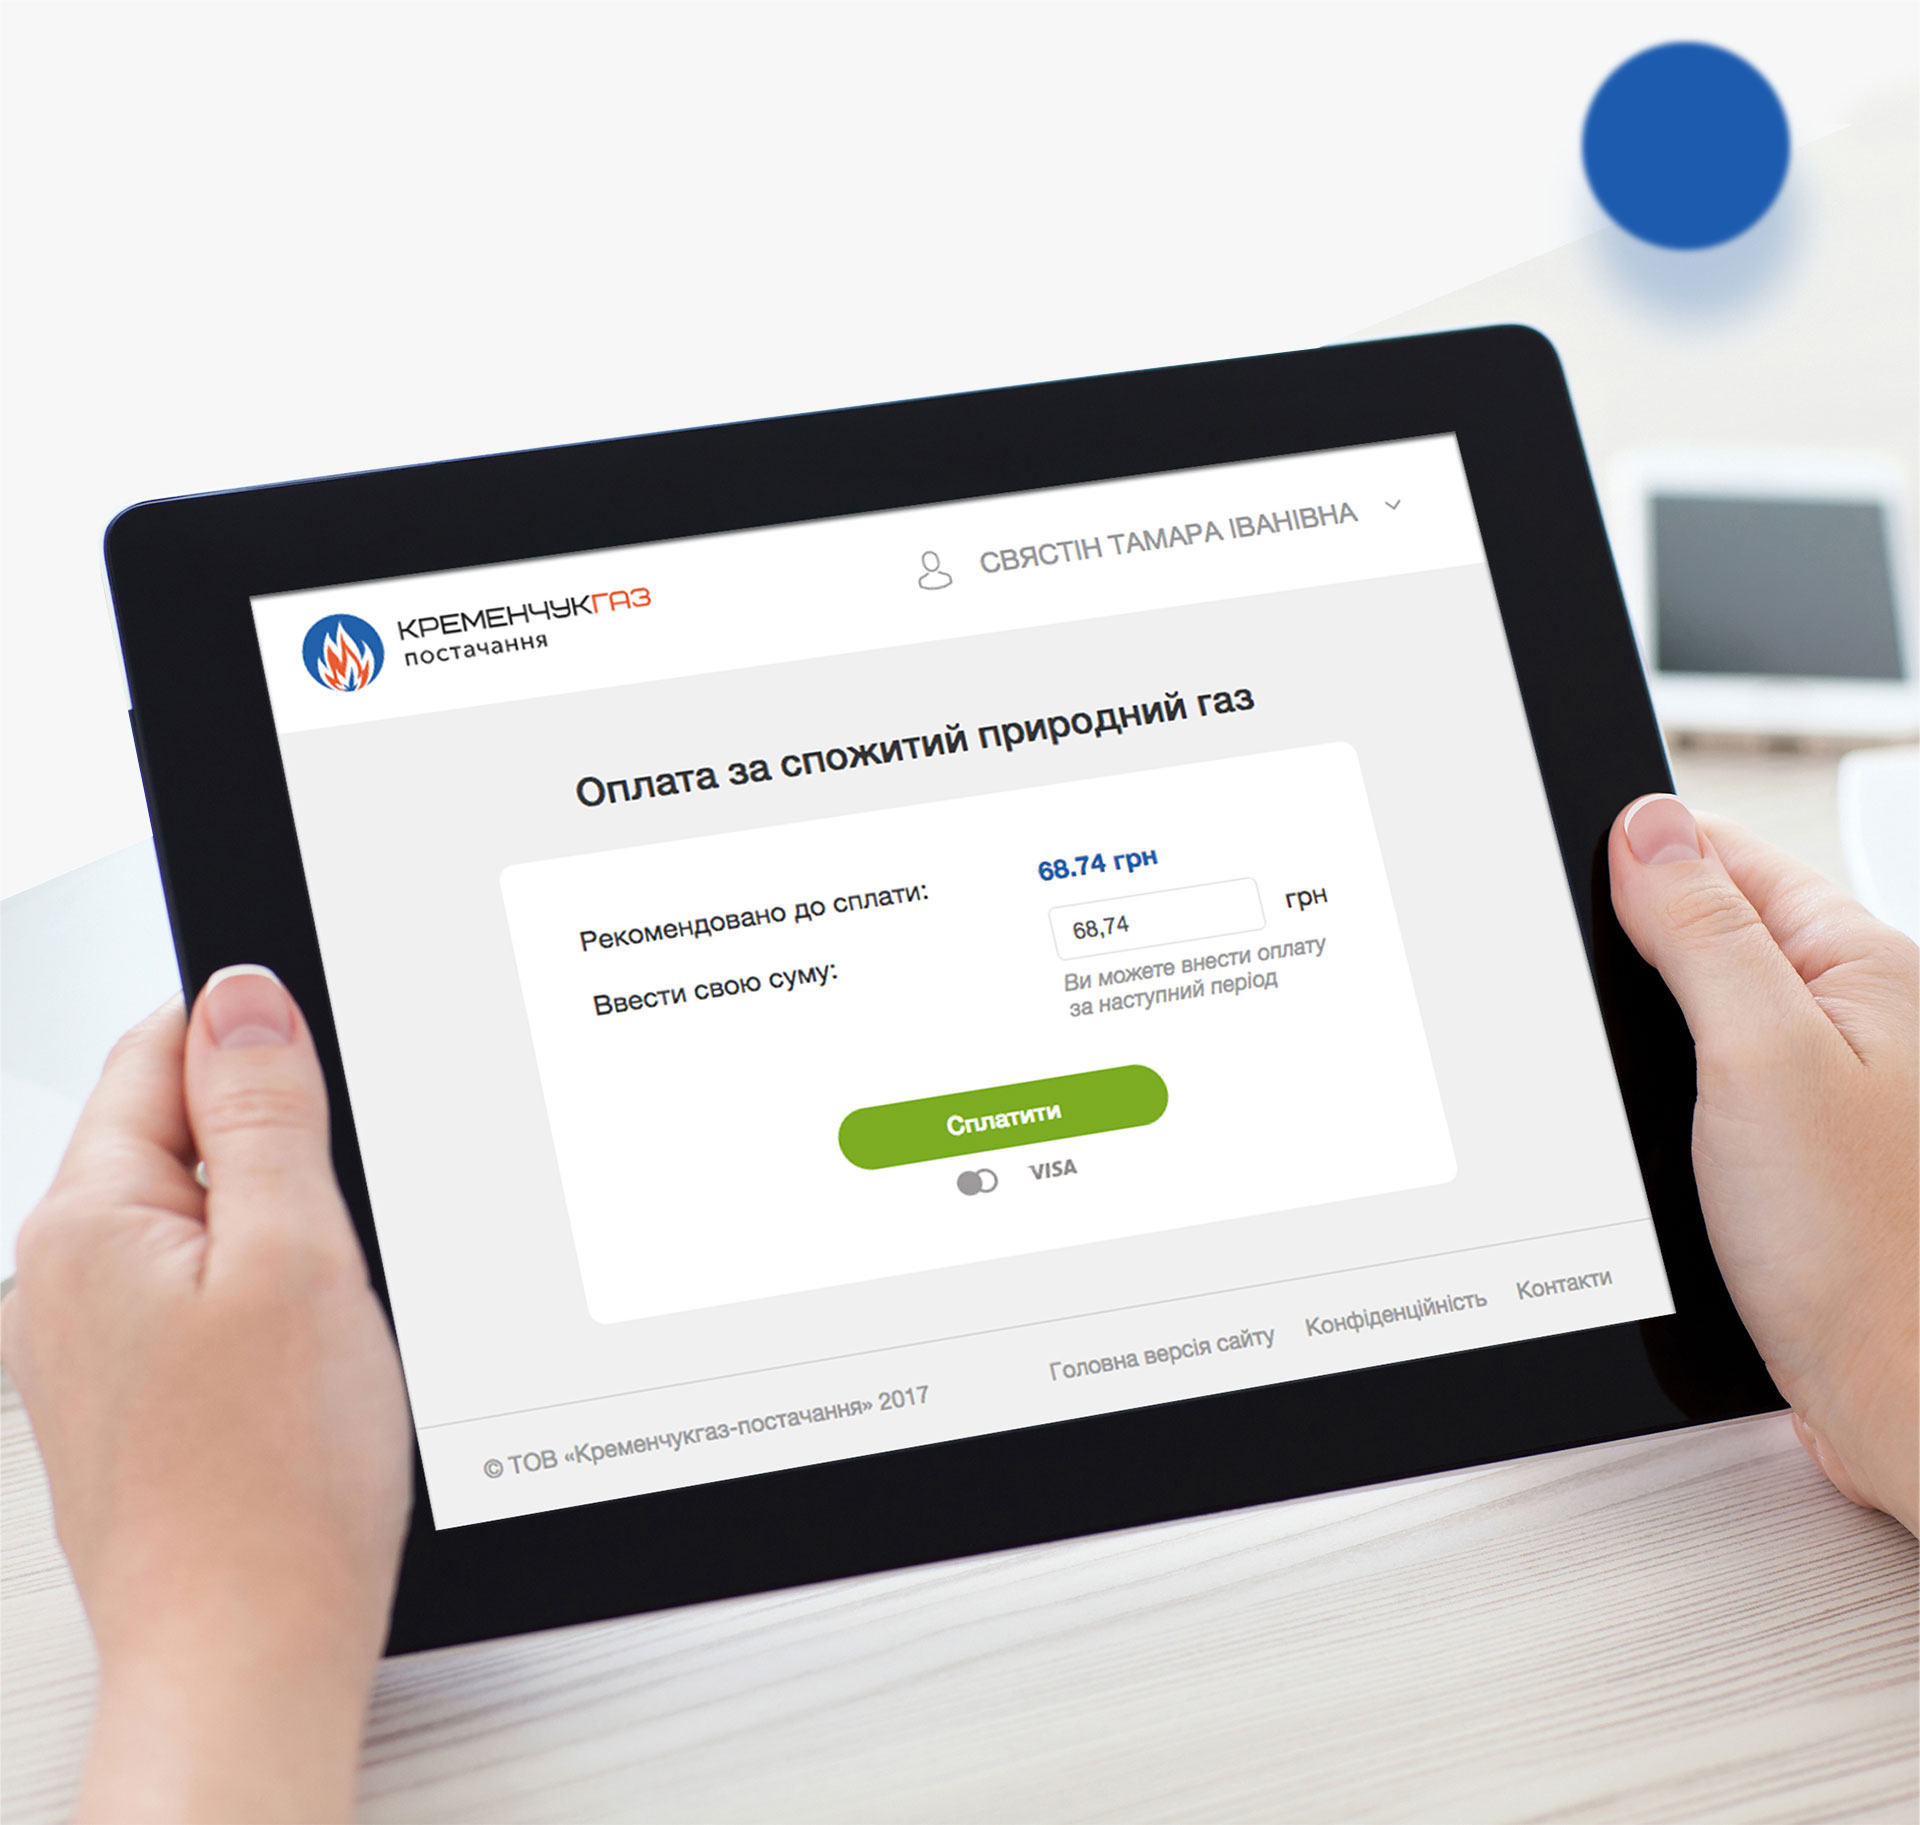 КРЕМЕНЧУКГАЗ
постачання
СВЯСТІН ТАМАРА ІВАНІВНА
Оплата за спожитий природний газ
Рекомендовано до сплати:
68.74 грн
Ввести свою суму:
68,74
грн
Ви можете внести оплату
за наступний період
Сплатити
VISA
© ТОВ «Кременчукгаз-постачання» 2017
Головна версія сайту
Конфіденційність
Контакти